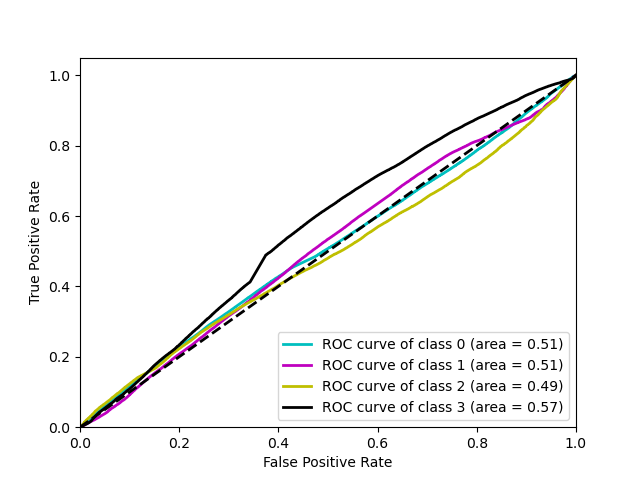 1.0
0.8
0.6
0.4
0.2
0.0
True Positive Rate
ROC curve of class 0 (area = 0.51)
ROC curve of class 1 (area = 0.51)
ROC curve of class 2 (area = 0.49)
ROC curve of class 3 (area = 0.57)
0.0 0.2 0.4 0.6 0.8 1.0
False Positive Rate